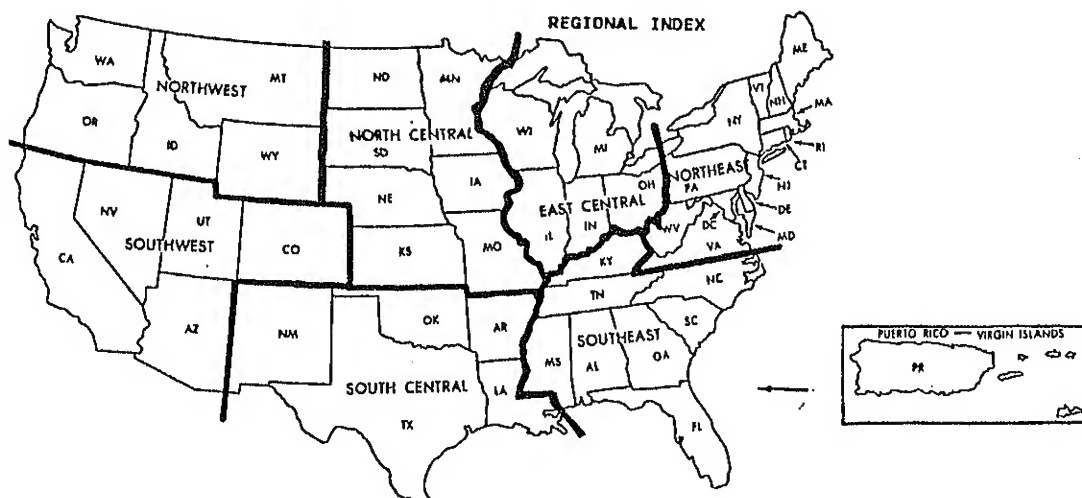 REGIONAL INDEX
WA
MT
ND
MN
ME
NORTHWEST
VT
NH
MA
OR
ID
WY
NORTH CENTRAL
SD
WI
MI
NY
RI
CT
NORTHEAST
PA
NJ
NE
IA
OH
NV
UT
EAST CENTRAL
DE
SOUTHWEST
CO
KS
MO
IL
IN
WV
DC
MD
CA
KY
VA
TN
NC
AZ
NM
OK
AR
SOUTHEAST
SC
MS
AL
GA
SOUTH CENTRAL
LA
TX
FL
PUERTO RICO — VIRGIN ISLANDS
PR